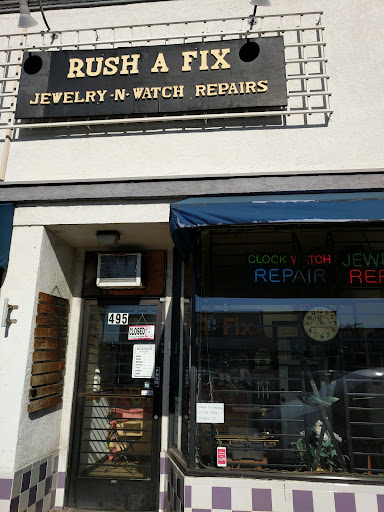 RUSH A FIX
JEWELRY -N- WATCH REPAIRS
CLOCK WATCH
REPAIR
JEW
REP
495
CLOSED
Fix